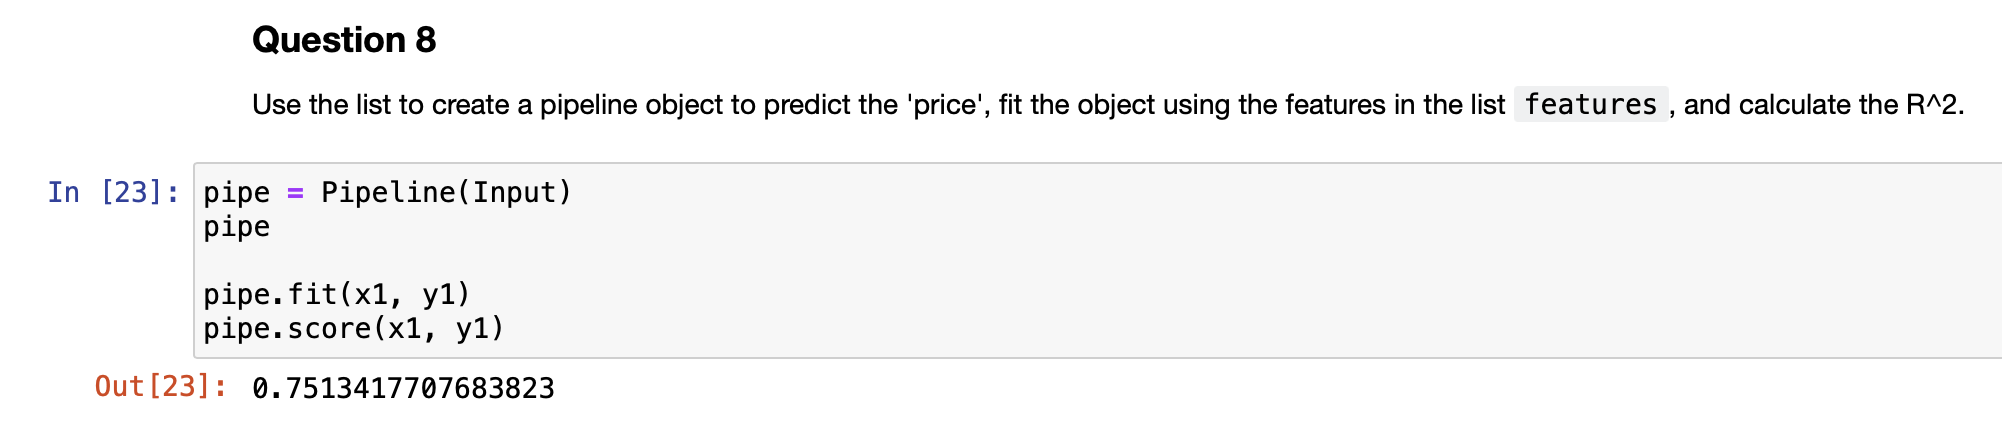 Question 8
Use the list to create a pipeline object to predict the 'price', fit the object using the features in the list features , and calculate the R^2.
In [23]: pipe = Pipeline(Input)
pipe
pipe.fit(x1, y1)
pipe.score(x1, y1)
Out[23]: 0.7513417707683823